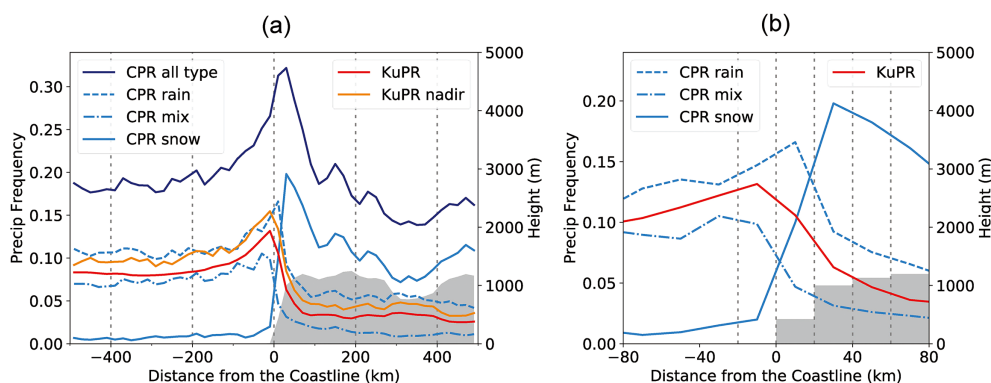 (a)
(b)
CPR all type
CPR rain
CPR mix
CPR snow
KuPR
KuPR nadir
Precip Frequency
0.30
0.25
0.20
0.15
0.10
0.05
0.00
5000
4000
3000
2000
1000
0
Height (m)
−400 −200 0 200 400
Distance from the Coastline (km)
CPR rain
CPR mix
CPR snow
KuPR
Precip Frequency
0.20
0.15
0.10
0.05
0.00
5000
4000
3000
2000
1000
0
Height (m)
−80 −40 0 40 80
Distance from the Coastline (km)